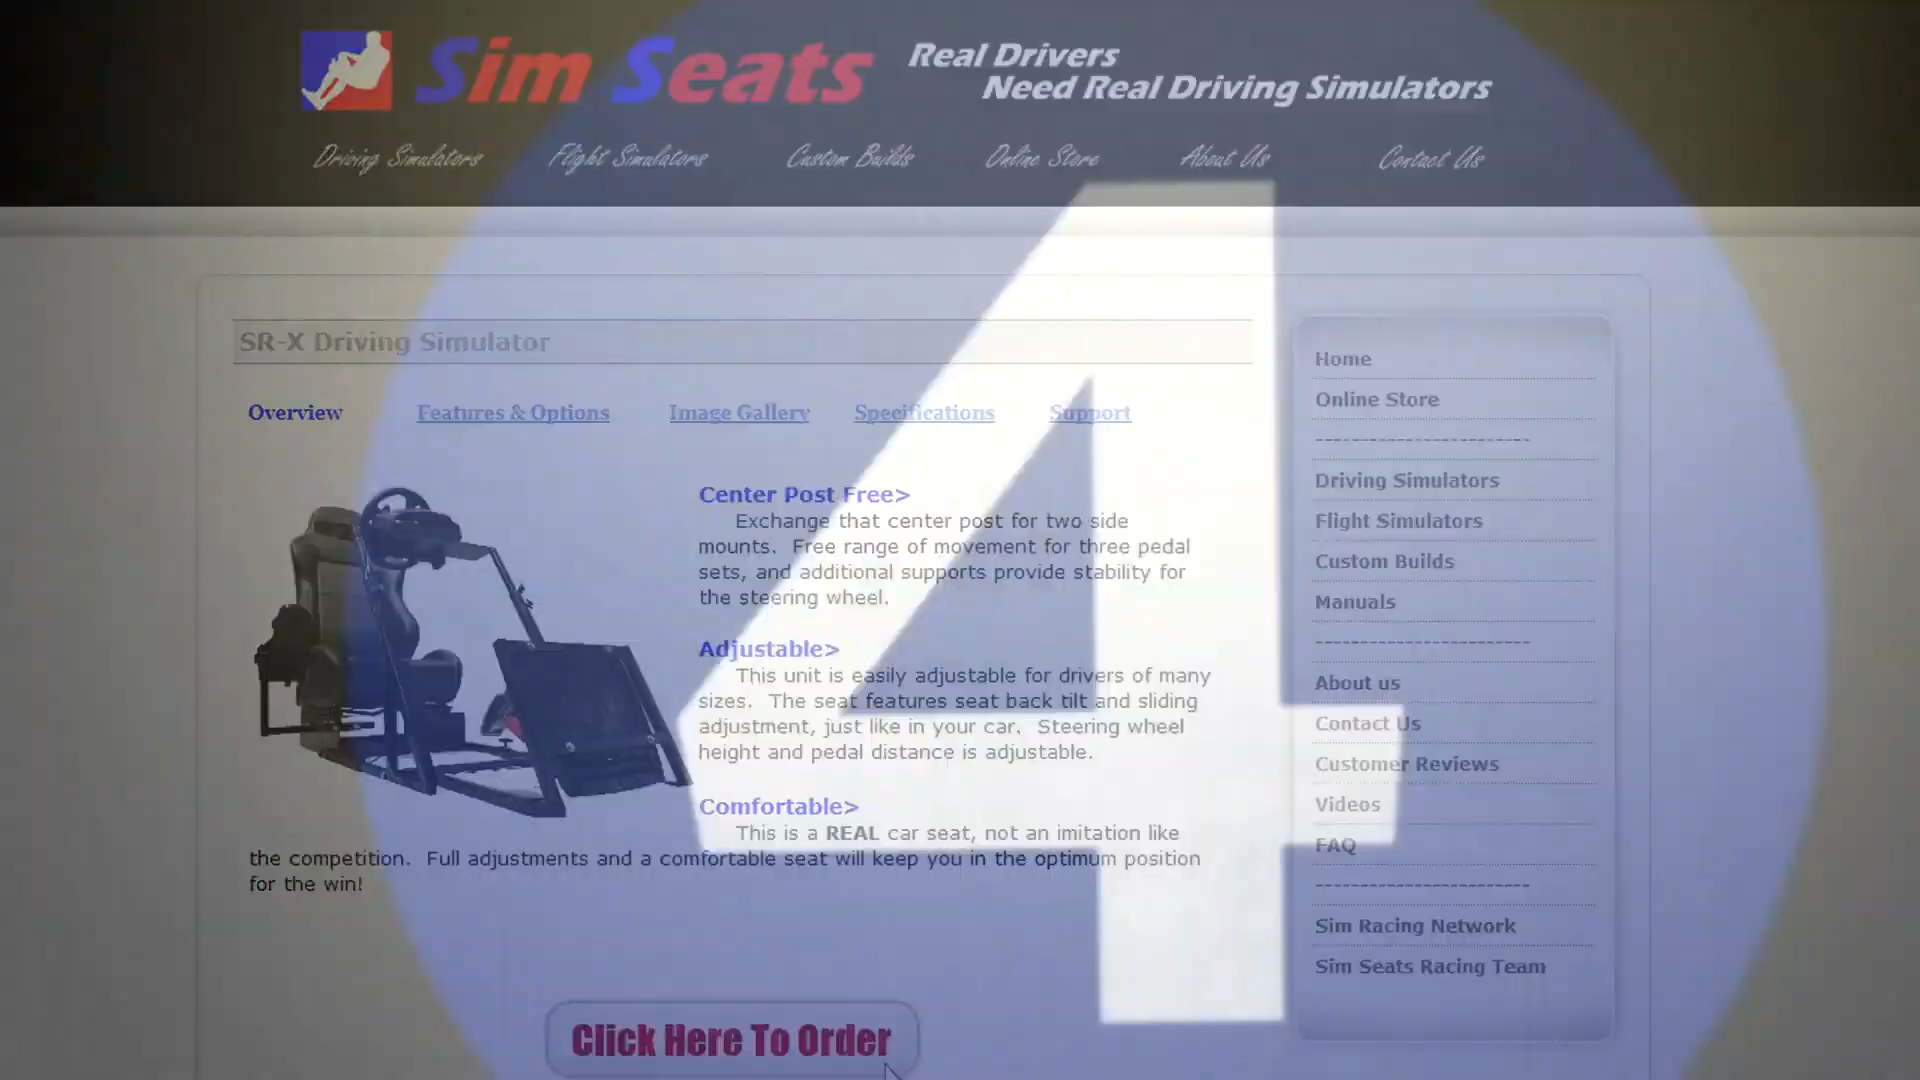 Sim Seats
Real Drivers
Need Real Driving Simulators
Driving Simulators
Flight Simulators
Custom Builds
Online Store
About Us
Contact Us
SR-X Driving Simulator
Overview
Features & Options
Image Gallery
Specifications
Support
Center Post Free>
Exchange that center post for two side
mounts. Free range of movement for three pedal
sets, and additional supports provide stability for
the steering wheel.
Adjustable>
This unit is easily adjustable for drivers of many
sizes. The seat features seat back tilt and sliding
adjustment, just like in your car. Steering wheel
height and pedal distance is adjustable.
Comfortable>
This is a REAL car seat, not an imitation like
the competition. Full adjustments and a comfortable seat will keep you in the optimum position
for the win!
Click Here To Order
4
Home
Online Store
------------------------
Driving Simulators
Flight Simulators
Custom Builds
Manuals
------------------------
About us
Contact Us
Customer Reviews
Videos
FAQ
------------------------
Sim Racing Network
Sim Seats Racing Team